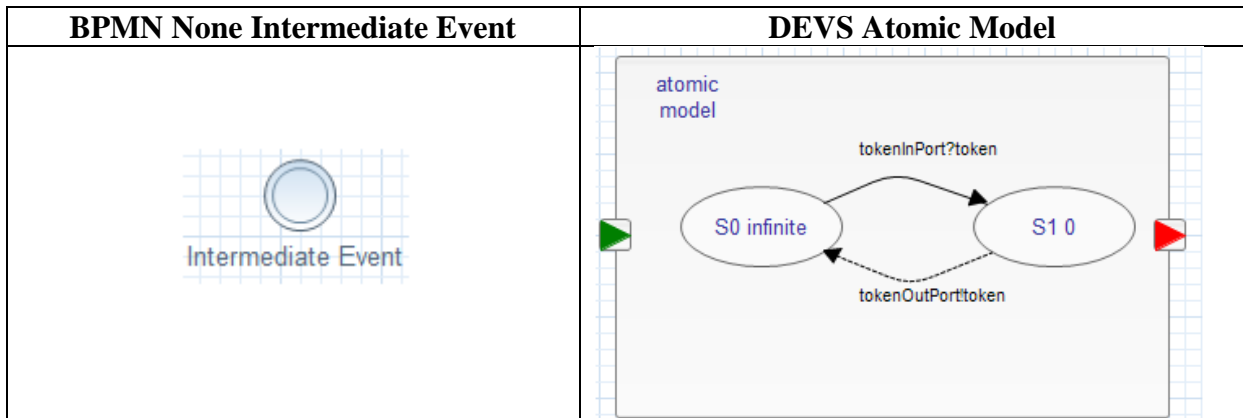 BPMN None Intermediate Event
DEVS Atomic Model
Intermediate Event
atomic
model
tokenInPort?token
S0 infinite
S1 0
tokenOutPort!token